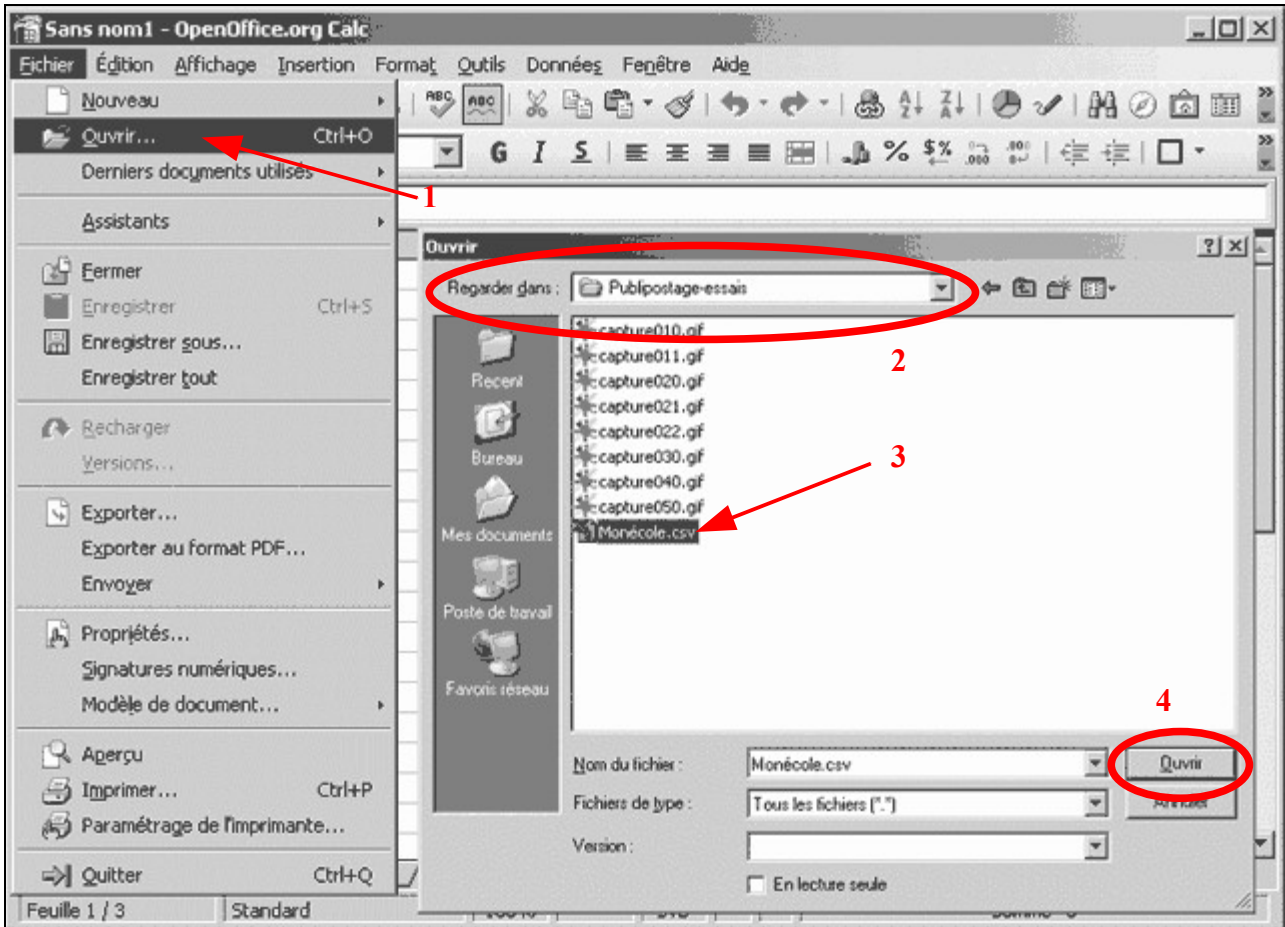 Sans nom1 - OpenOffice.org Calc
Fichier Édition Affichage Insertion Format Outils Données Fenêtre Aide
Nouveau
Ouvrir... Ctrl+O
Derniers documents utilisés
Assistants
Fermer
Enregistrer Ctrl+S
Enregistrer sous...
Enregistrer tout
Recharger
Versions...
Exporter...
Exporter au format PDF...
Envoyer
Propriétés...
Signatures numériques...
Modèle de document...
Aperçu
Imprimer... Ctrl+P
Paramétrage de l'imprimante...
Quitter Ctrl+Q
ABC ABC
G I S % $%
1
Ouvrir
Regarder dans : Publipostage-essais
2
capture010.gif
capture011.gif
capture020.gif
capture021.gif
capture022.gif
capture030.gif
capture040.gif
capture050.gif
Monécole.csv
3
Recent
Bureau
Mes documents
Poste de travail
Favoris réseau
4
Nom du fichier : Monécole.csv Ouvrir
Fichiers de type : Tous les fichiers (*.*) Annuler
Version :
En lecture seule
Feuille 1 / 3 Standard